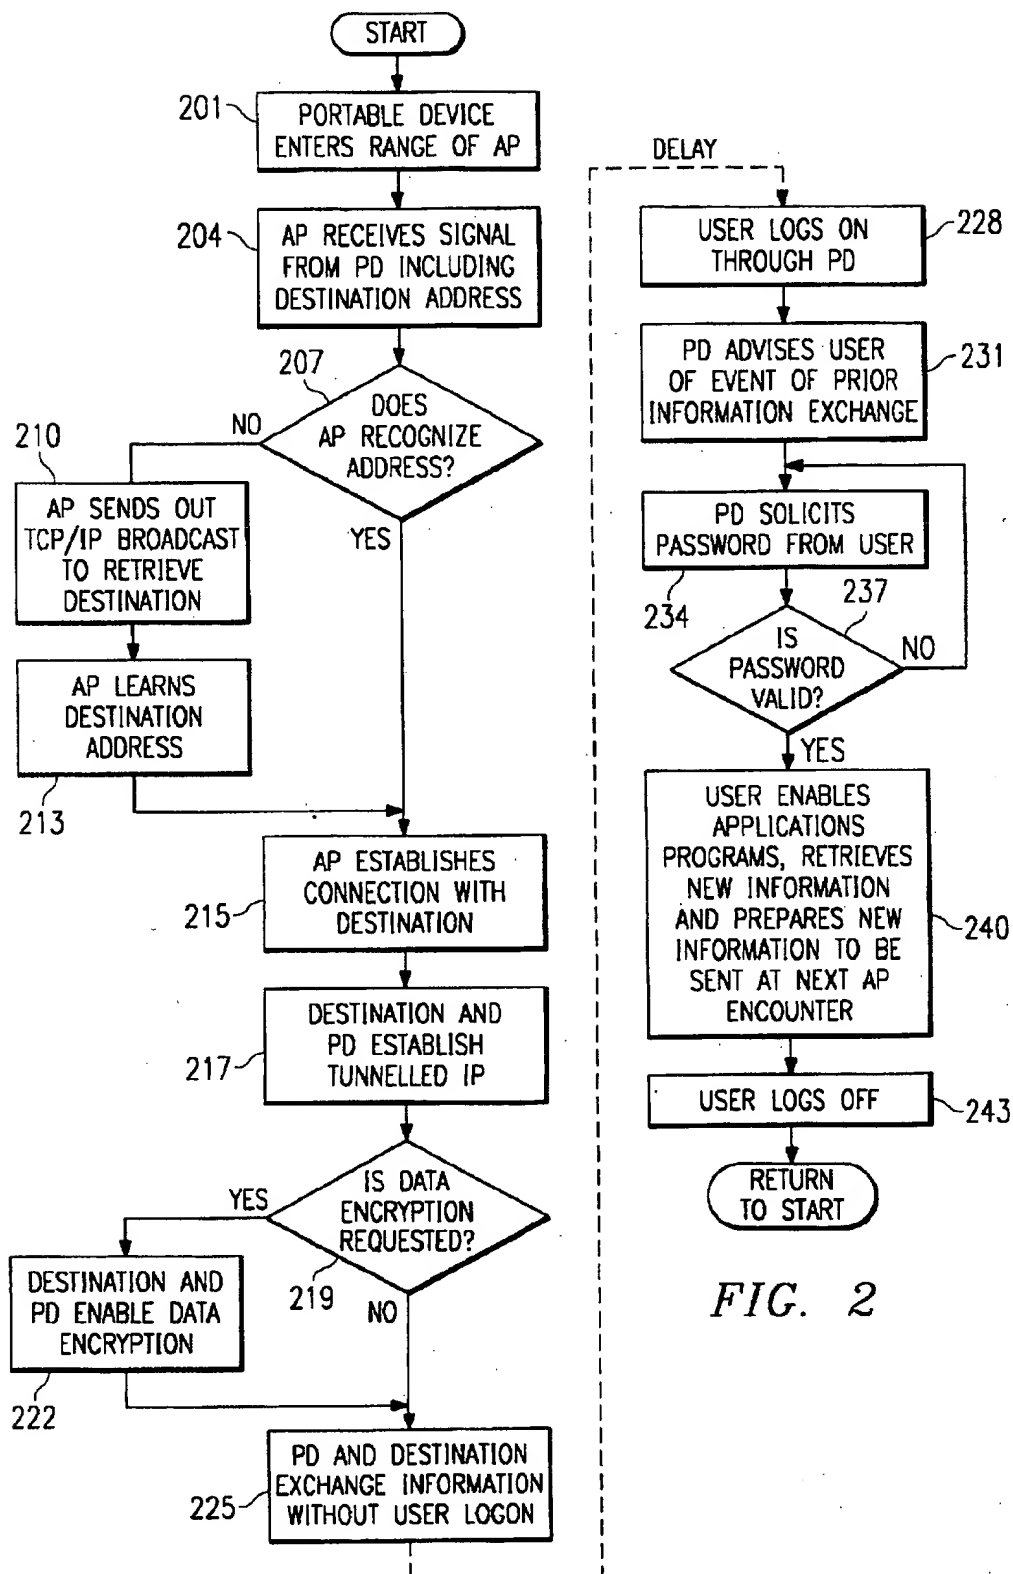 START
201
PORTABLE DEVICE
ENTERS RANGE OF AP
204
AP RECEIVES SIGNAL
FROM PD INCLUDING
DESTINATION ADDRESS
207
DOES
AP RECOGNIZE
ADDRESS?
NO
YES
210
AP SENDS OUT
TCP/IP BROADCAST
TO RETRIEVE
DESTINATION
AP LEARNS
DESTINATION
ADDRESS
213
AP ESTABLISHES
CONNECTION WITH
DESTINATION
215
DESTINATION AND
PD ESTABLISH
TUNNELLED IP
217
IS DATA
ENCRYPTION
REQUESTED?
YES
219
NO
DESTINATION AND
PD ENABLE DATA
ENCRYPTION
222
PD AND DESTINATION
EXCHANGE INFORMATION
WITHOUT USER LOGON
225
DELAY
USER LOGS ON
THROUGH PD
228
PD ADVISES USER
OF EVENT OF PRIOR
INFORMATION EXCHANGE
231
PD SOLICITS
PASSWORD FROM USER
234
237
IS
PASSWORD
VALID?
NO
YES
USER ENABLES
APPLICATIONS
PROGRAMS, RETRIEVES
NEW INFORMATION
AND PREPARES NEW
INFORMATION TO BE
SENT AT NEXT AP
ENCOUNTER
240
USER LOGS OFF
243
RETURN
TO START
FIG. 2